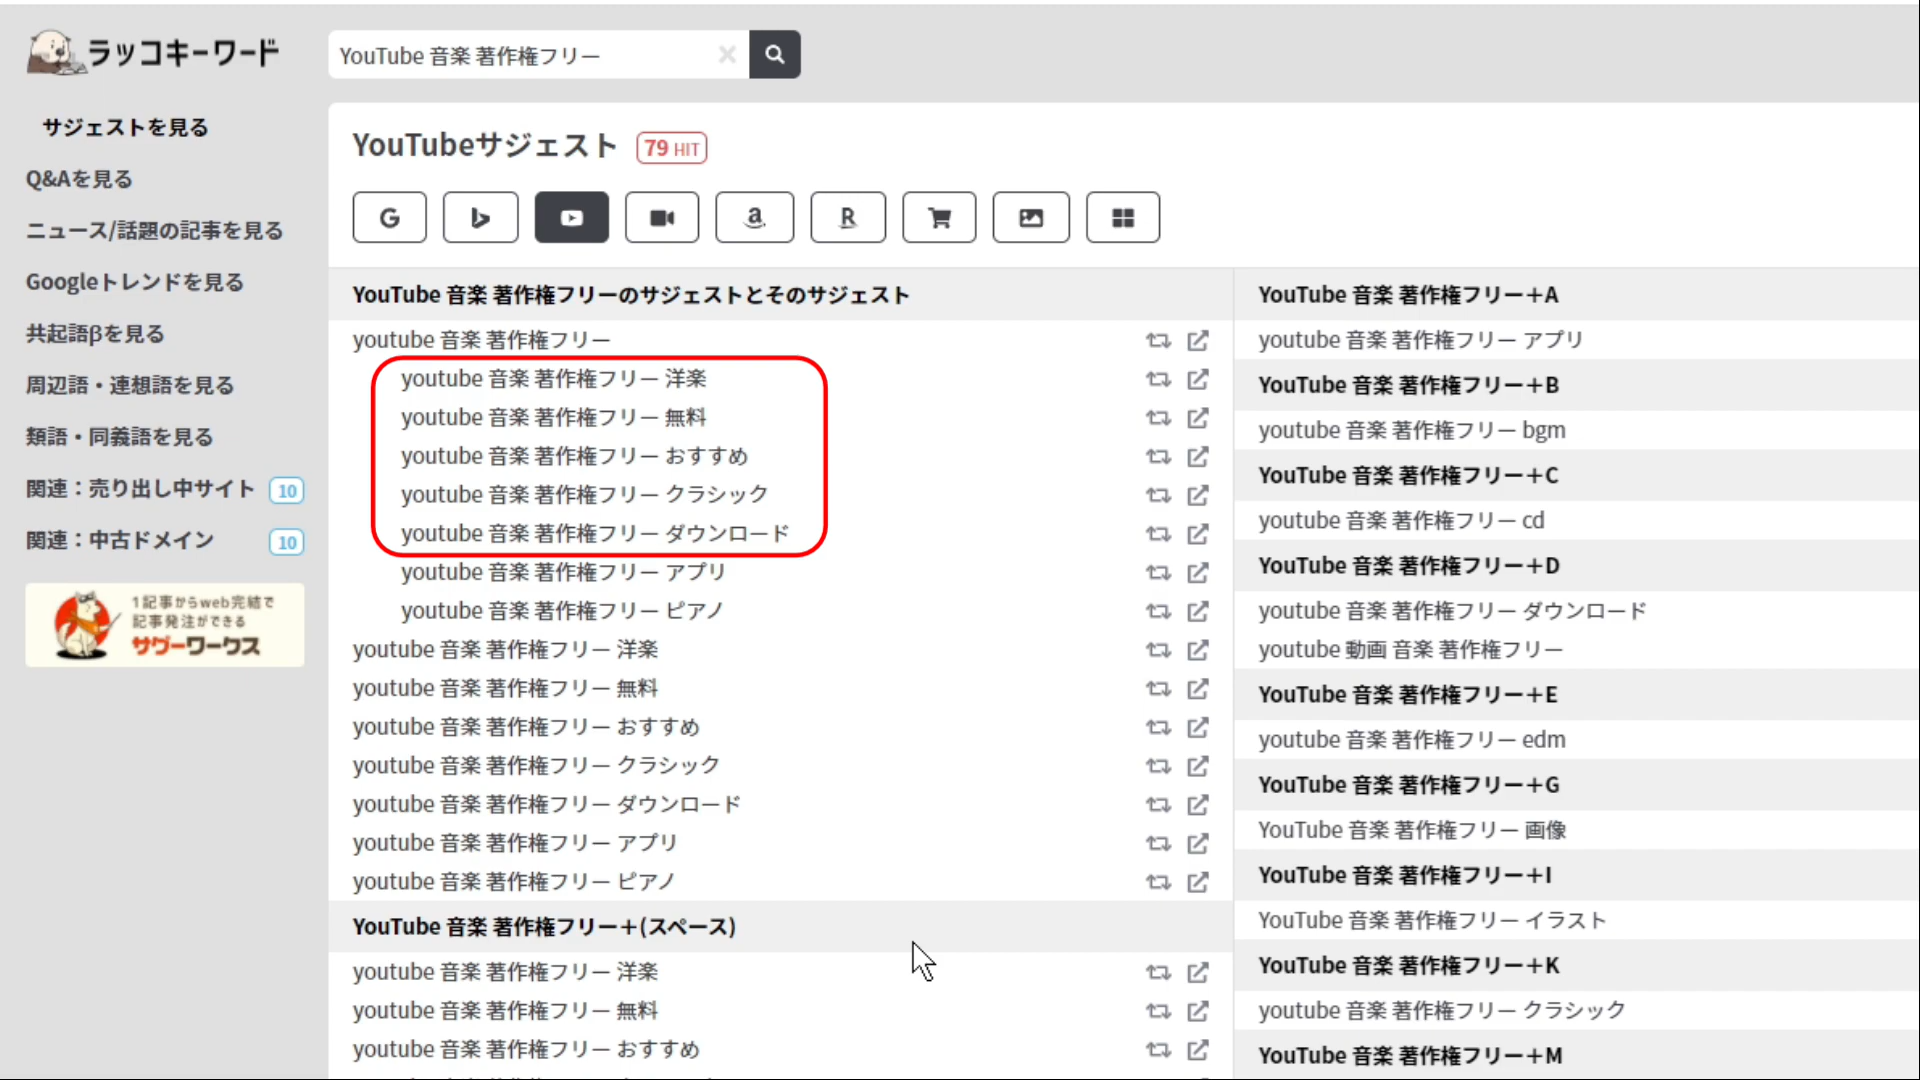 ラッコキーワード
YouTube 音楽 著作権フリー
サジェストを見る
Q&Aを見る
ニュース/話題の記事を見る
Googleトレンドを見る
共起語βを見る
周辺語・連想語を見る
類語・同義語を見る
関連：売り出し中サイト 10
関連：中古ドメイン 10
1記事からweb完結で
記事発注ができる
サグーワークス
YouTubeサジェスト 79 HIT
YouTube 音楽 著作権フリーのサジェストとそのサジェスト
youtube 音楽 著作権フリー
youtube 音楽 著作権フリー 洋楽
youtube 音楽 著作権フリー 無料
youtube 音楽 著作権フリー おすすめ
youtube 音楽 著作権フリー クラシック
youtube 音楽 著作権フリー ダウンロード
youtube 音楽 著作権フリー アプリ
youtube 音楽 著作権フリー ピアノ
youtube 音楽 著作権フリー 洋楽
youtube 音楽 著作権フリー 無料
youtube 音楽 著作権フリー おすすめ
youtube 音楽 著作権フリー クラシック
youtube 音楽 著作権フリー ダウンロード
youtube 音楽 著作権フリー アプリ
youtube 音楽 著作権フリー ピアノ
YouTube 音楽 著作権フリー＋(スペース)
youtube 音楽 著作権フリー 洋楽
youtube 音楽 著作権フリー 無料
youtube 音楽 著作権フリー おすすめ
YouTube 音楽 著作権フリー＋A
youtube 音楽 著作権フリー アプリ
YouTube 音楽 著作権フリー＋B
youtube 音楽 著作権フリー bgm
YouTube 音楽 著作権フリー＋C
youtube 音楽 著作権フリー cd
YouTube 音楽 著作権フリー＋D
youtube 音楽 著作権フリー ダウンロード
youtube 動画 音楽 著作権フリー
YouTube 音楽 著作権フリー＋E
youtube 音楽 著作権フリー edm
YouTube 音楽 著作権フリー＋G
YouTube 音楽 著作権フリー 画像
YouTube 音楽 著作権フリー＋I
YouTube 音楽 著作権フリー イラスト
YouTube 音楽 著作権フリー＋K
youtube 音楽 著作権フリー クラシック
YouTube 音楽 著作権フリー＋M